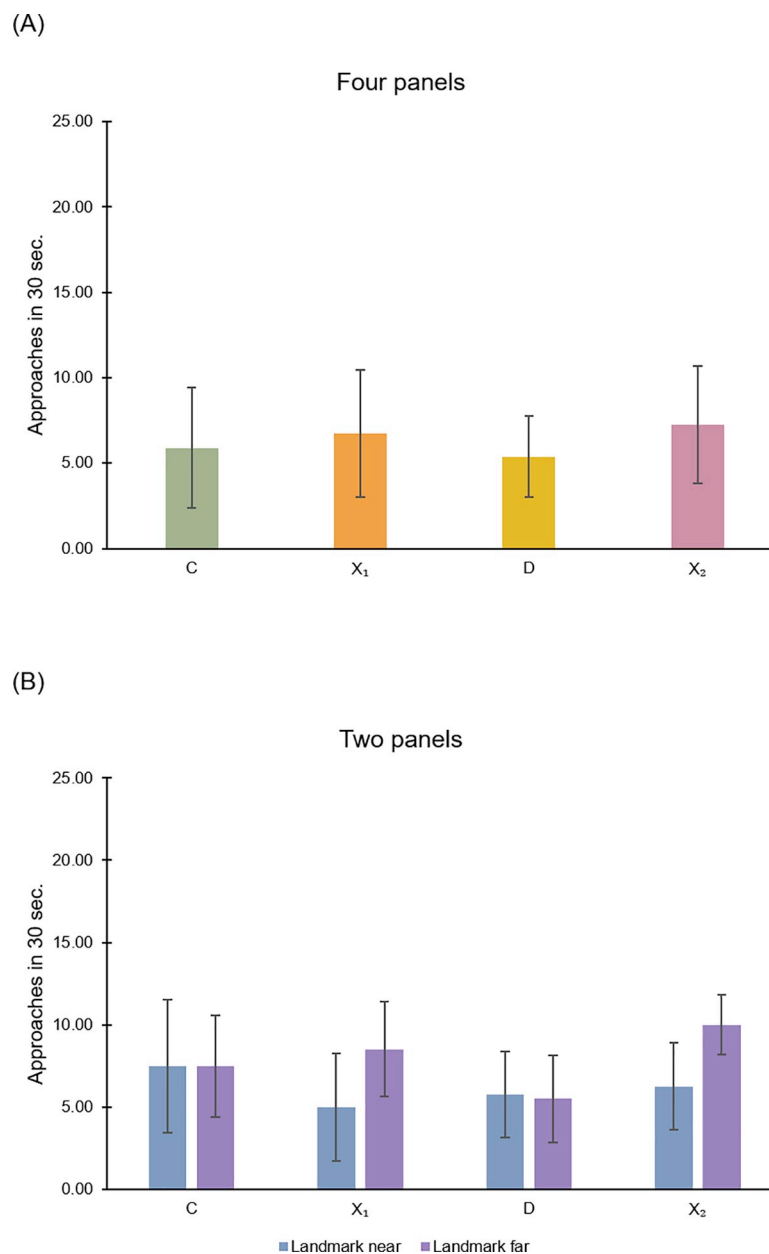 (A)
Four panels
Approaches in 30 sec.
25.00
20.00
15.00
10.00
5.00
0.00
C X₁ D X₂
(B)
Two panels
Approaches in 30 sec.
25.00
20.00
15.00
10.00
5.00
0.00
C X₁ D X₂
Landmark near Landmark far